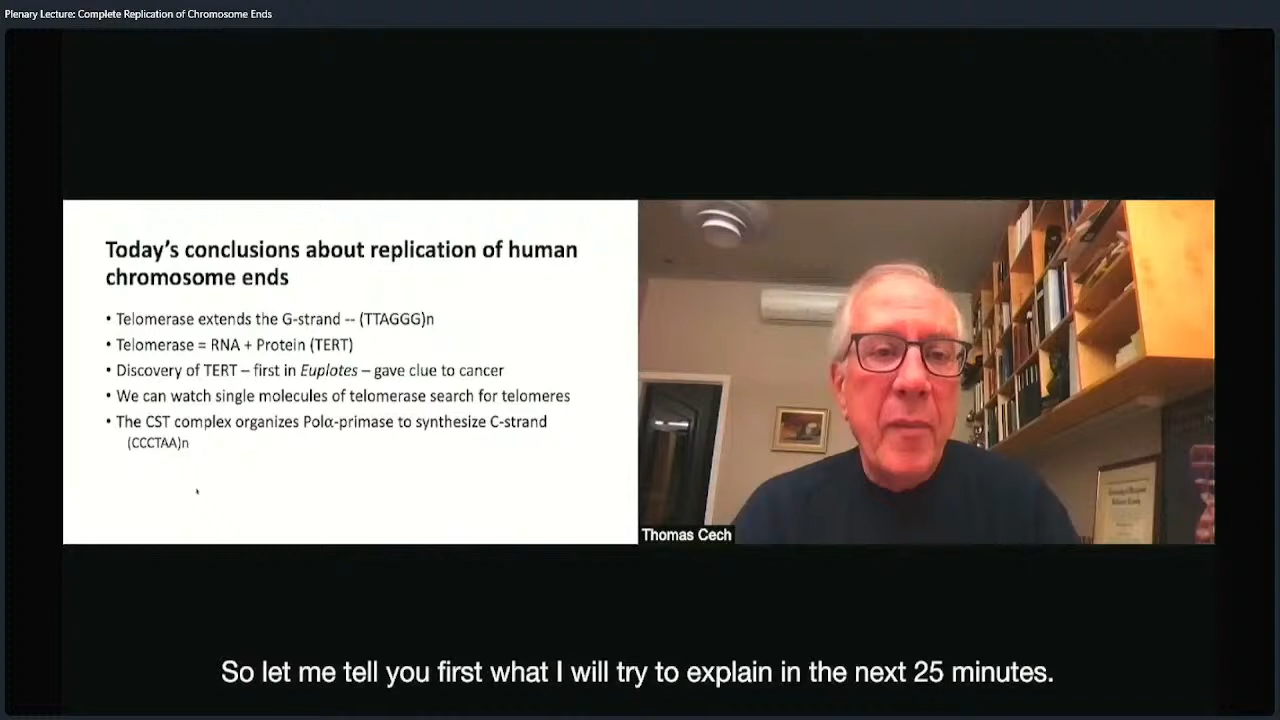 Plenary Lecture: Complete Replication of Chromosome Ends
Today's conclusions about replication of human
chromosome ends
• Telomerase extends the G-strand -- (TTAGGG)n
• Telomerase = RNA + Protein (TERT)
• Discovery of TERT – first in Euplotes – gave clue to cancer
• We can watch single molecules of telomerase search for telomeres
• The CST complex organizes Polα-primase to synthesize C-strand
(CCCTAA)n
Thomas Cech
So let me tell you first what I will try to explain in the next 25 minutes.